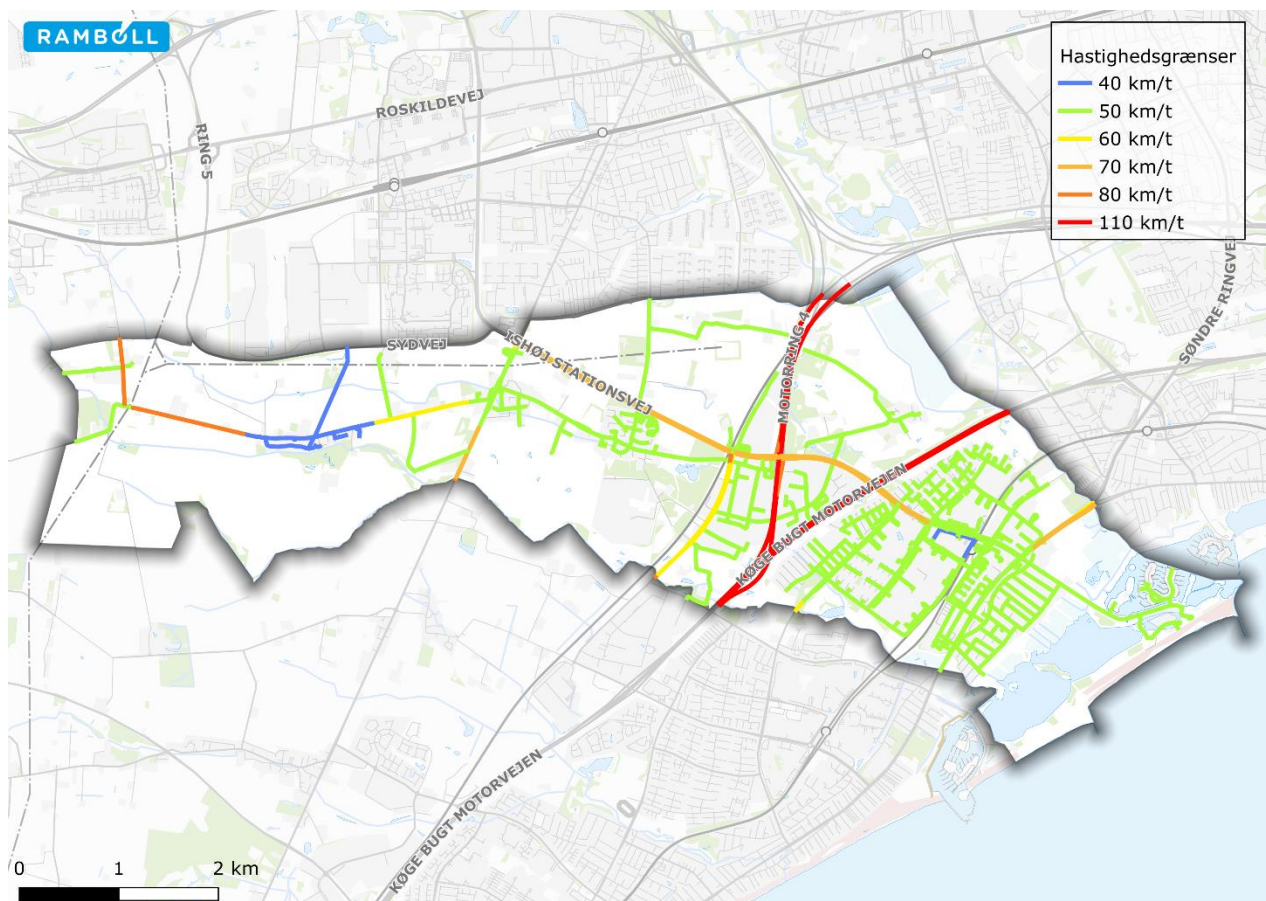 RAMBOLL
Hastighedsgrænser
40 km/t
50 km/t
60 km/t
70 km/t
80 km/t
110 km/t
ROSKILDEVEJ
RING 5
SØNDRE RINGVEJ
SYDVEJ
ISHØJ STATIONSVEJ
MOTORRING 4
KØGE BUGT MOTORVEJEN
KØGE BUGT MOTORVEJEN
0 1 2 km